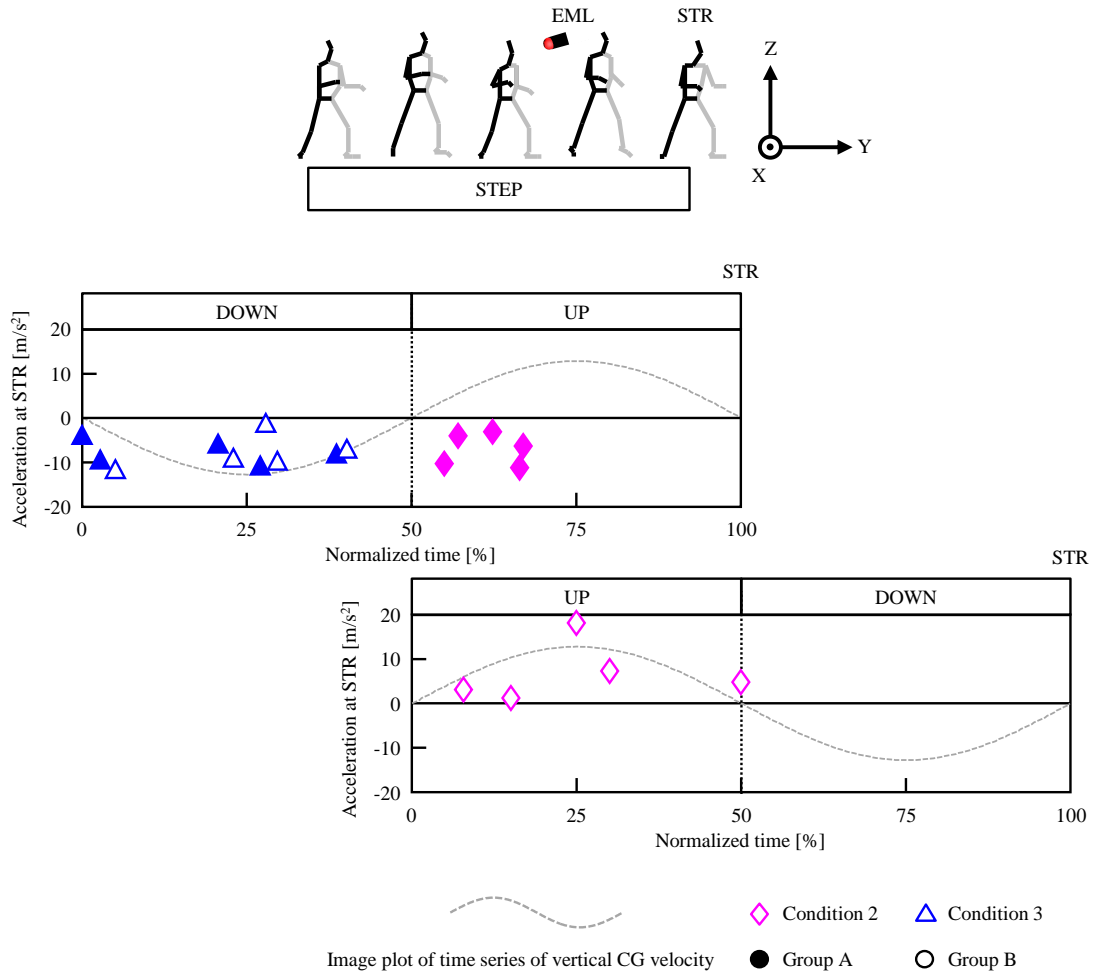 EML STR
Z
Y
X
STEP
STR
DOWN UP
Acceleration at STR [m/s²]
20
10
0
-10
-20
0 25 50 75 100
Normalized time [%]
STR
UP DOWN
Acceleration at STR [m/s²]
20
10
0
-10
-20
0 25 50 75 100
Normalized time [%]
Condition 2 Condition 3
Image plot of time series of vertical CG velocity Group A Group B